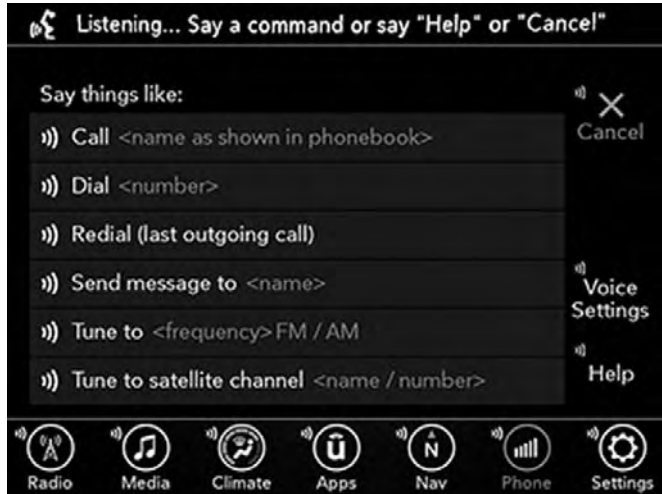 Listening... Say a command or say "Help" or "Cancel"
Say things like:
Cancel
Call <name as shown in phonebook>
Dial <number>
Redial (last outgoing call)
Send message to <name>
Voice
Settings
Tune to <frequency> FM / AM
Tune to satellite channel <name / number>
Help
ū N
Radio Media Climate Apps Nav Phone Settings